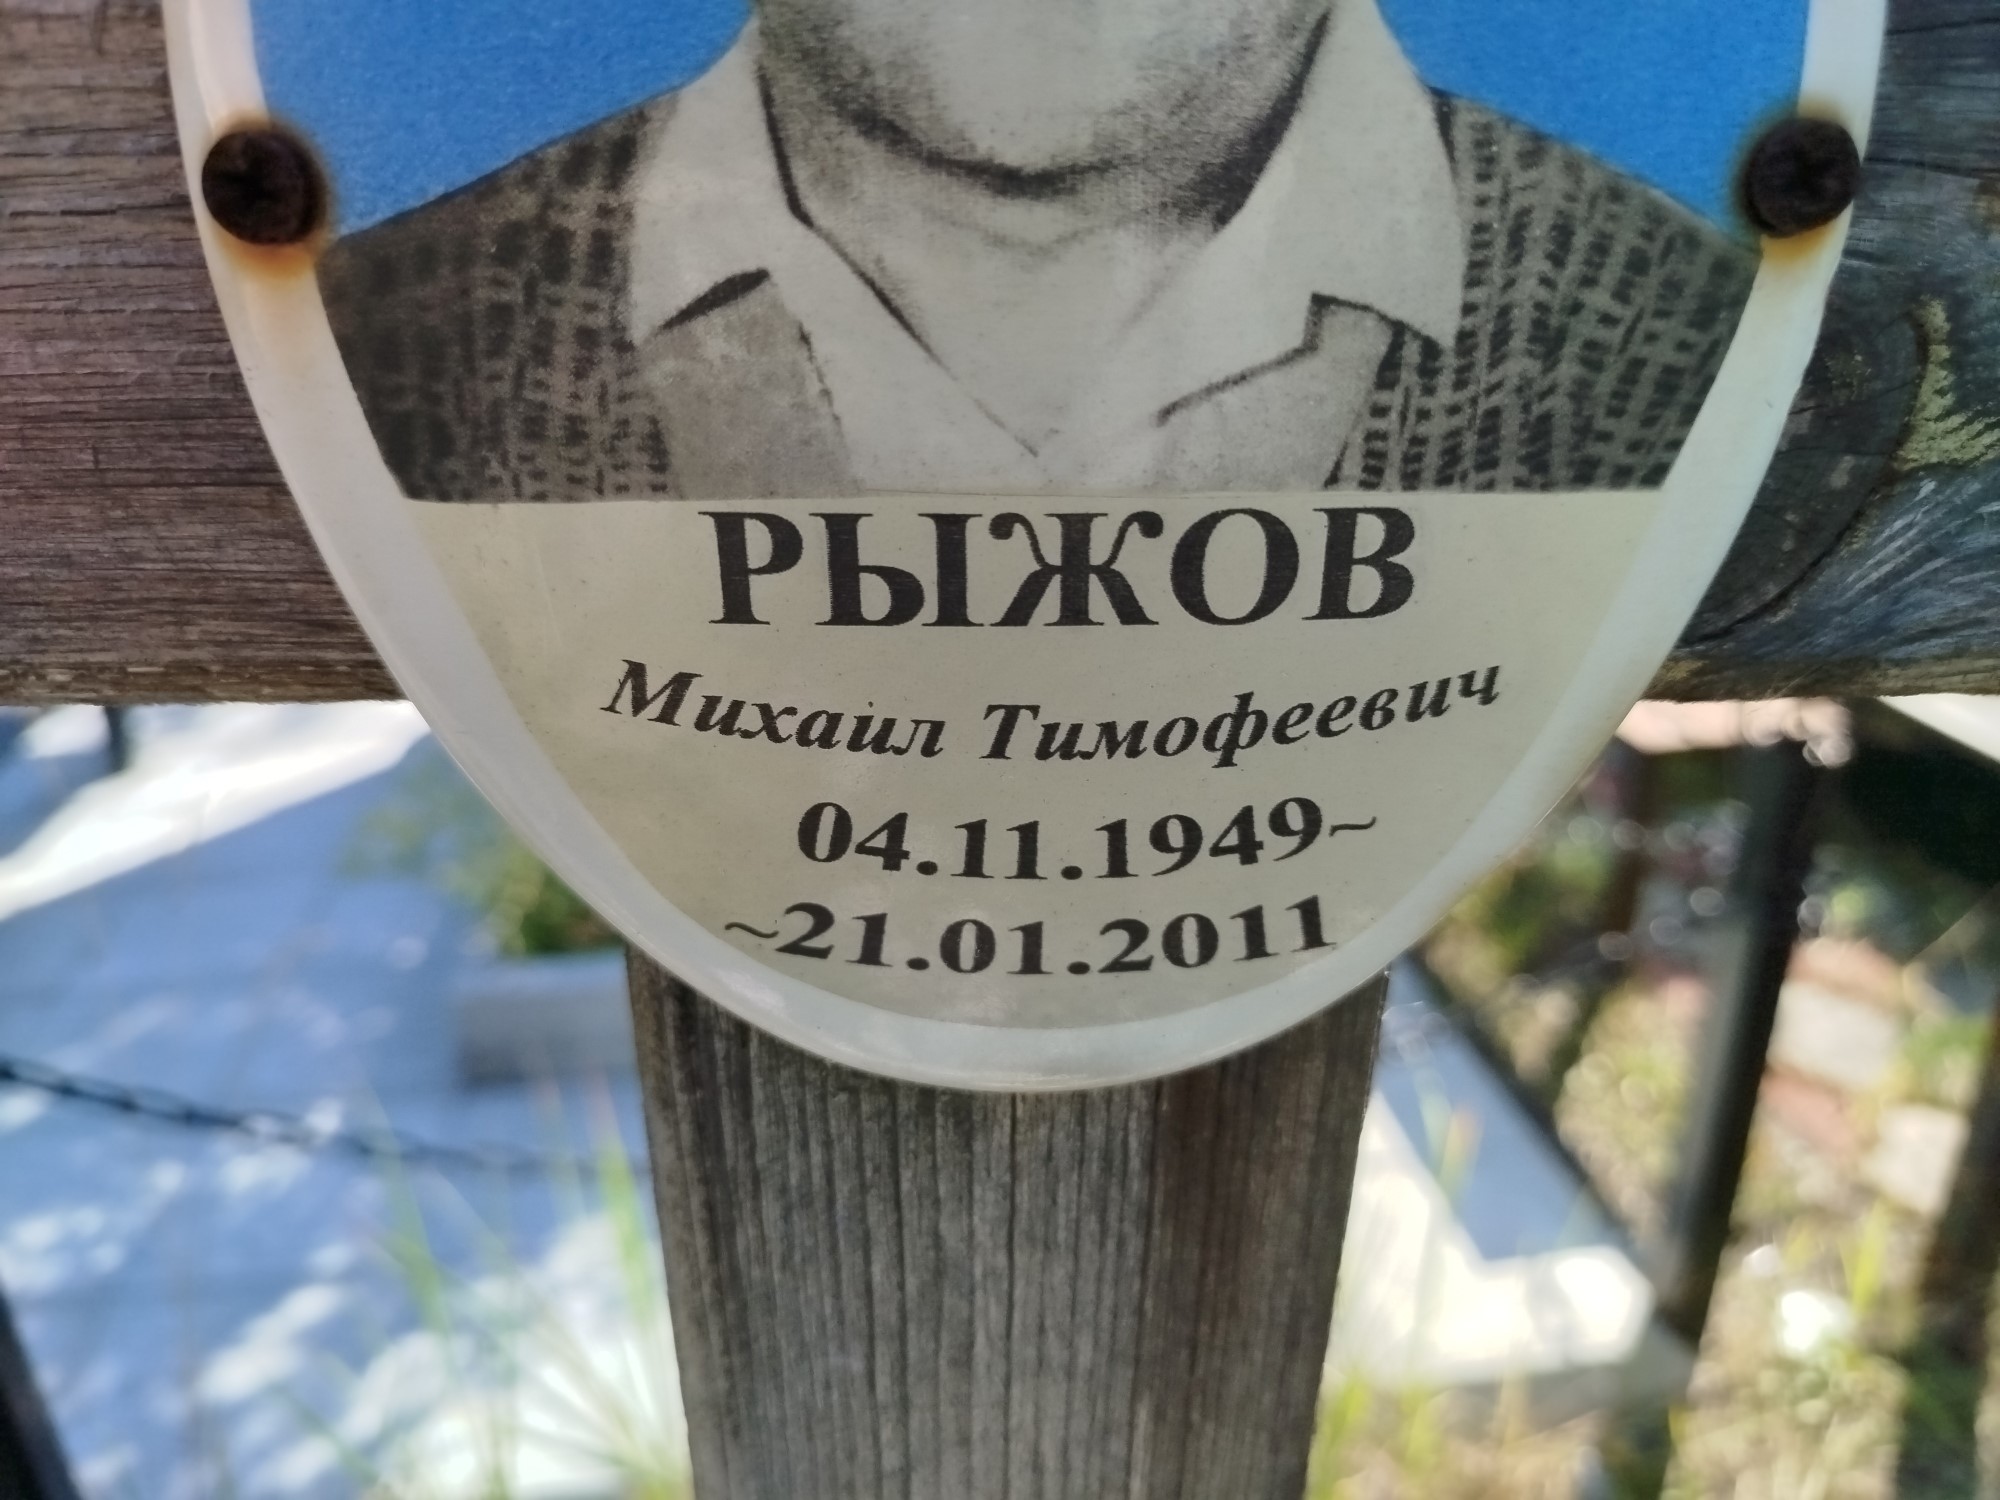 РЫЖОВ
Михаил Тимофеевич
04.11.1949~
~21.01.2011